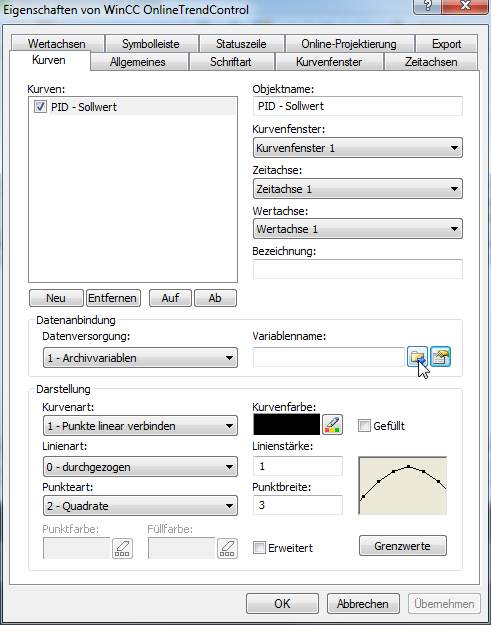 Eigenschaften von WinCC OnlineTrendControl
Wertachsen Symbolleiste Statuszeile Online-Projektierung Export
Kurven Allgemeines Schriftart Kurvenfenster Zeitachsen
Kurven:
PID - Sollwert
Objektname:
PID - Sollwert
Kurvenfenster:
Kurvenfenster 1
Zeitachse:
Zeitachse 1
Wertachse:
Wertachse 1
Bezeichnung:
Neu Entfernen Auf Ab
Datenanbindung
Datenversorgung: Variablenname:
1 - Archivvariablen
Darstellung
Kurvenart: Kurvenfarbe:
1 - Punkte linear verbinden Gefüllt
Linienart: Linienstärke:
0 - durchgezogen 1
Punkteart: Punktbreite:
2 - Quadrate 3
Punktfarbe: Füllfarbe:
Erweitert Grenzwerte
OK Abbrechen Übernehmen